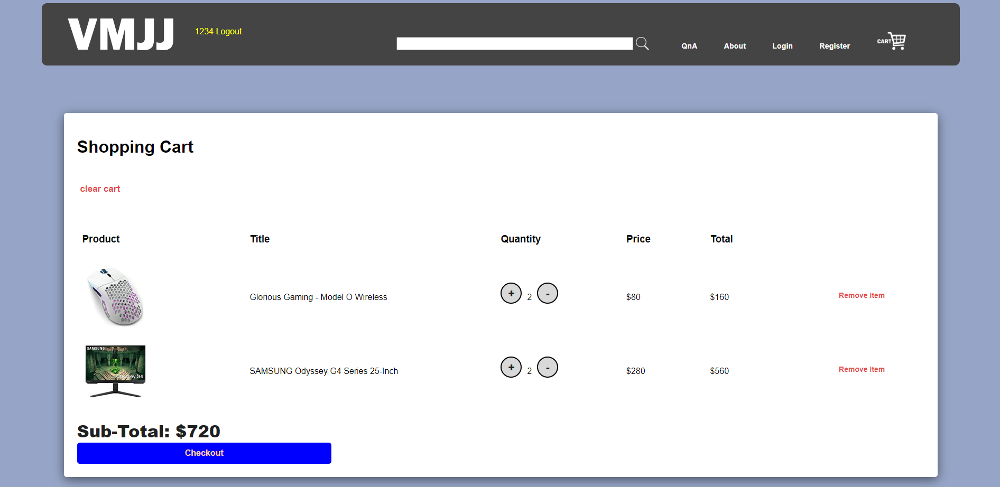 VMJJ
1234 Logout
QnA About Login Register CART
Shopping Cart
clear cart
Product Title Quantity Price Total
Glorious Gaming - Model O Wireless + 2 - $80 $160 Remove Item
SAMSUNG
Odyssey G4
SAMSUNG Odyssey G4 Series 25-Inch + 2 - $280 $560 Remove Item
Sub-Total: $720
Checkout